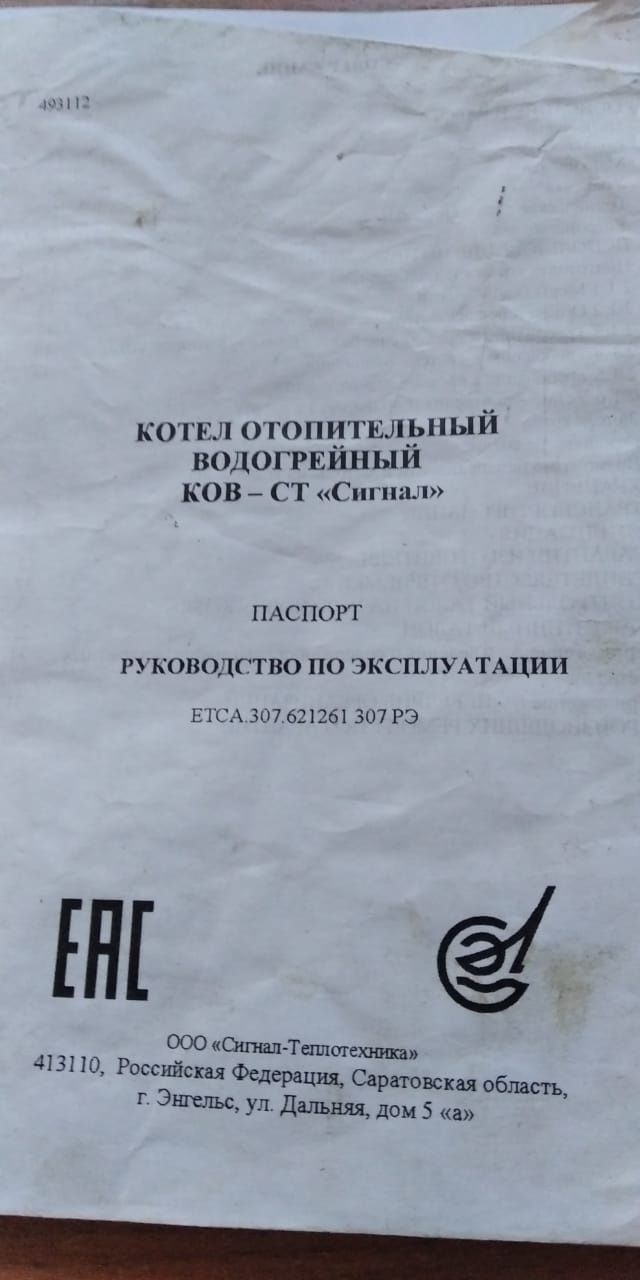 493112
КОТЕЛ ОТОПИТЕЛЬНЫЙ
ВОДОГРЕЙНЫЙ
КОВ – СТ «Сигнал»
ПАСПОРТ
РУКОВОДСТВО ПО ЭКСПЛУАТАЦИИ
ЕТСА.307.621261 307 РЭ
ЕАС
ООО «Сигнал-Теплотехника»
413110, Российская Федерация, Саратовская область,
г. Энгельс, ул. Дальняя, дом 5 «а»